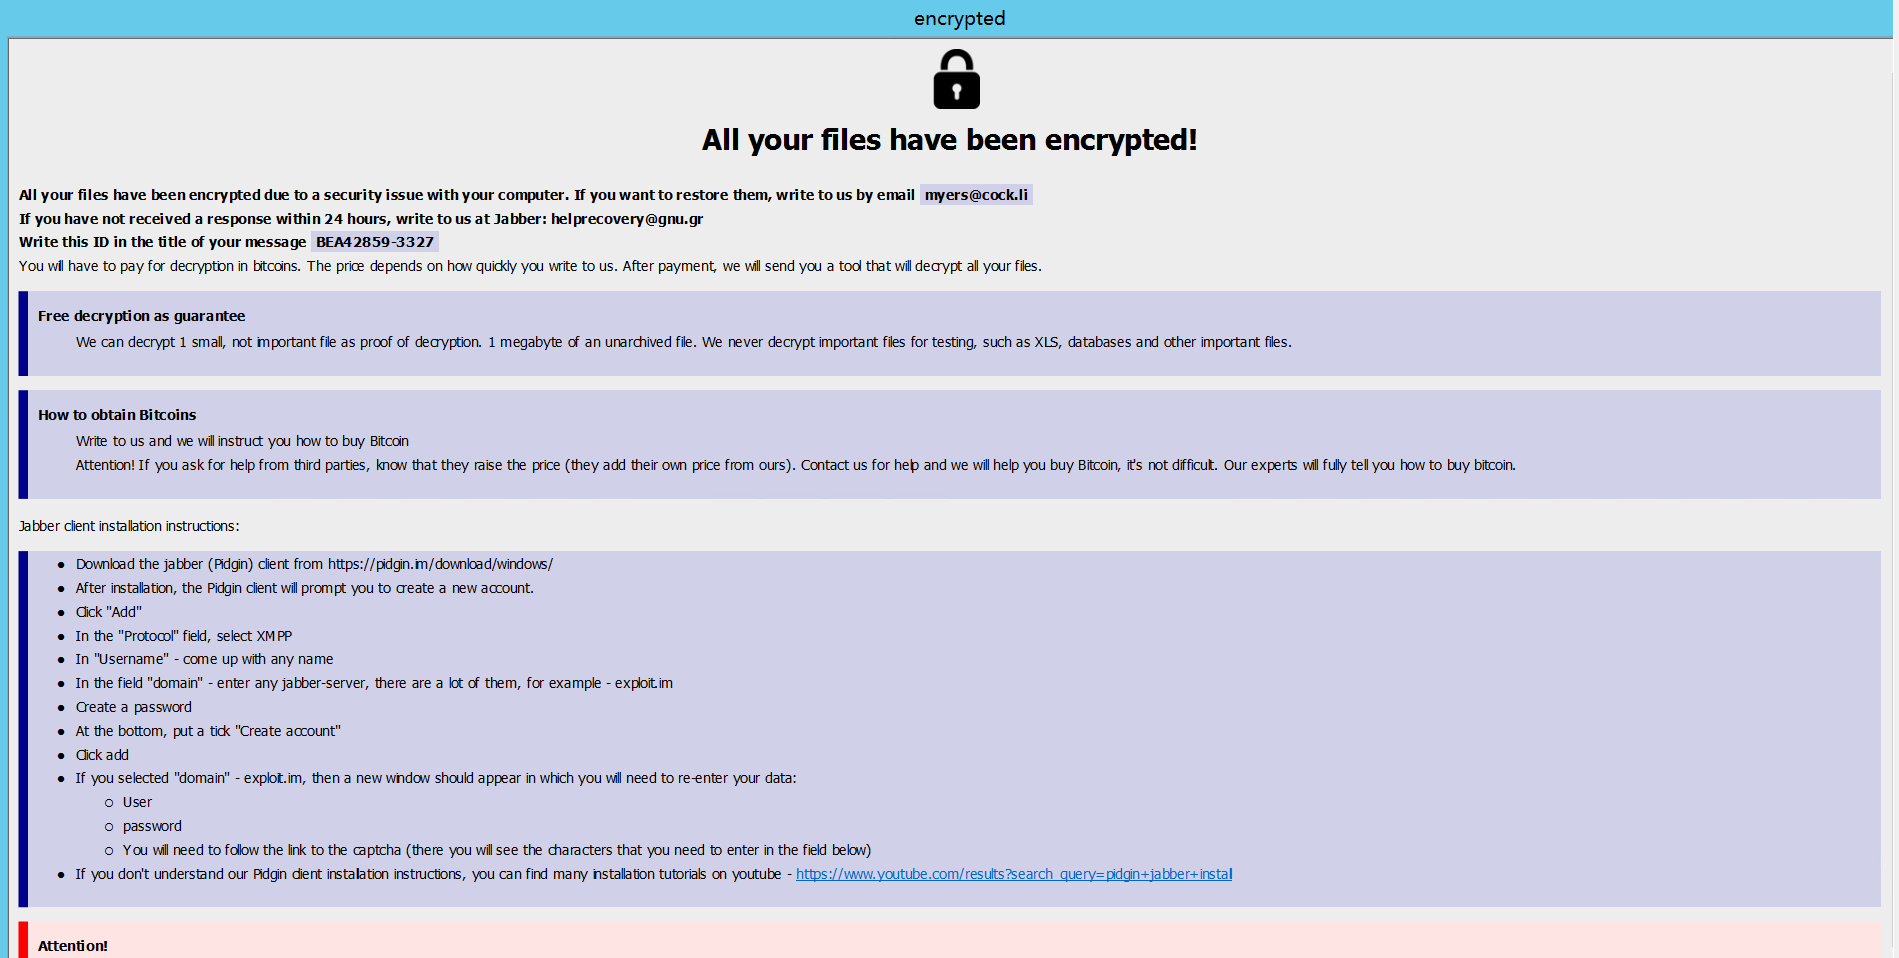 encrypted
All your files have been encrypted!
All your files have been encrypted due to a security issue with your computer. If you want to restore them, write to us by email myers@cock.li
If you have not received a response within 24 hours, write to us at Jabber: helprecovery@gnu.gr
Write this ID in the title of your message BEA42859-3327
You will have to pay for decryption in bitcoins. The price depends on how quickly you write to us. After payment, we will send you a tool that will decrypt all your files.
Free decryption as guarantee
We can decrypt 1 small, not important file as proof of decryption. 1 megabyte of an unarchived file. We never decrypt important files for testing, such as XLS, databases and other important files.
How to obtain Bitcoins
Write to us and we will instruct you how to buy Bitcoin
Attention! If you ask for help from third parties, know that they raise the price (they add their own price from ours). Contact us for help and we will help you buy Bitcoin, it's not difficult. Our experts will fully tell you how to buy bitcoin.
Jabber client installation instructions:
● Download the jabber (Pidgin) client from https://pidgin.im/download/windows/
● After installation, the Pidgin client will prompt you to create a new account.
● Click "Add"
● In the "Protocol" field, select XMPP
● In "Username" - come up with any name
● In the field "domain" - enter any jabber-server, there are a lot of them, for example - exploit.im
● Create a password
● At the bottom, put a tick "Create account"
● Click add
● If you selected "domain" - exploit.im, then a new window should appear in which you will need to re-enter your data:
○ User
○ password
○ You will need to follow the link to the captcha (there you will see the characters that you need to enter in the field below)
● If you don't understand our Pidgin client installation instructions, you can find many installation tutorials on youtube - https://www.youtube.com/results?search_query=pidgin+jabber+instal
Attention!